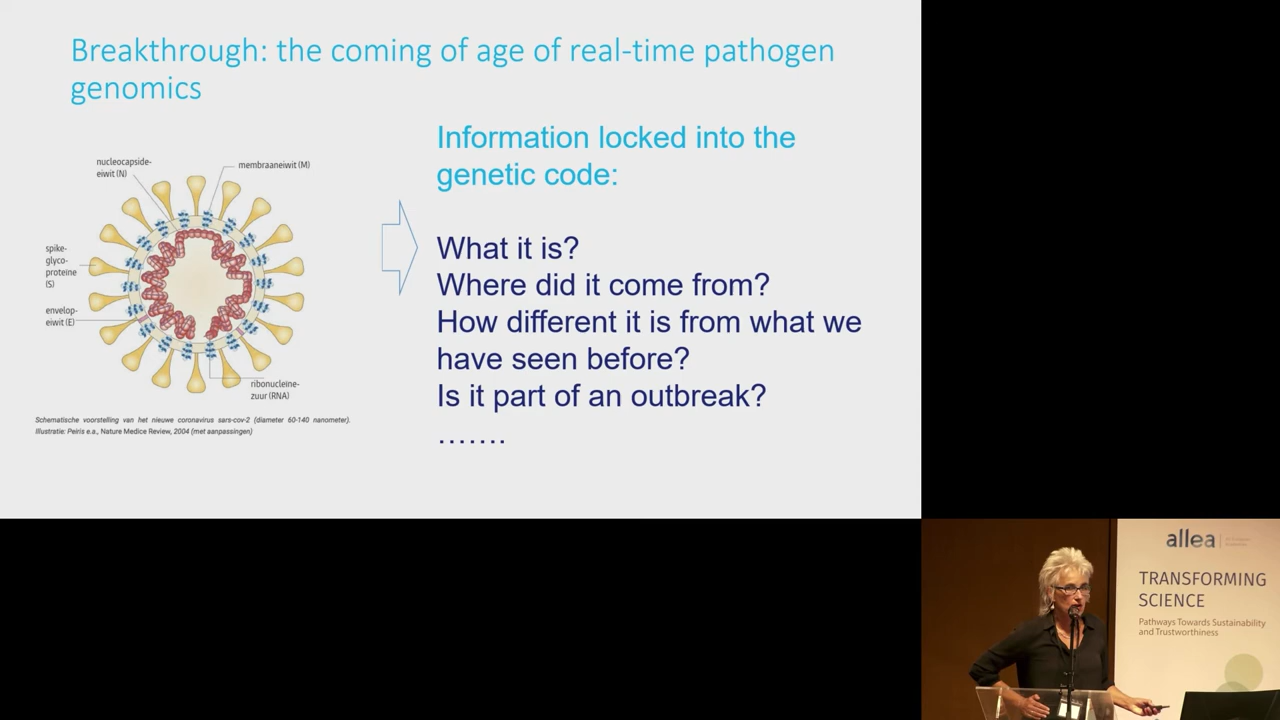 Breakthrough: the coming of age of real-time pathogen
genomics
nucleocapside-
eiwit (N)
membraaneiwit (M)
spike-
glyco-
proteine
(S)
envelop-
eiwit (E)
ribonucleine-
zuur (RNA)
Schematische voorstelling van het nieuwe coronavirus sars-cov-2 (diameter 60-140 nanometer).
Illustratie: Peiris e.a., Nature Medice Review, 2004 (met aanpassingen)
Information locked into the
genetic code:
What it is?
Where did it come from?
How different it is from what we
have seen before?
Is it part of an outbreak?
…….
allea
TRANSFORMING
SCIENCE
Pathways Towards Sustainability
and Trustworthiness